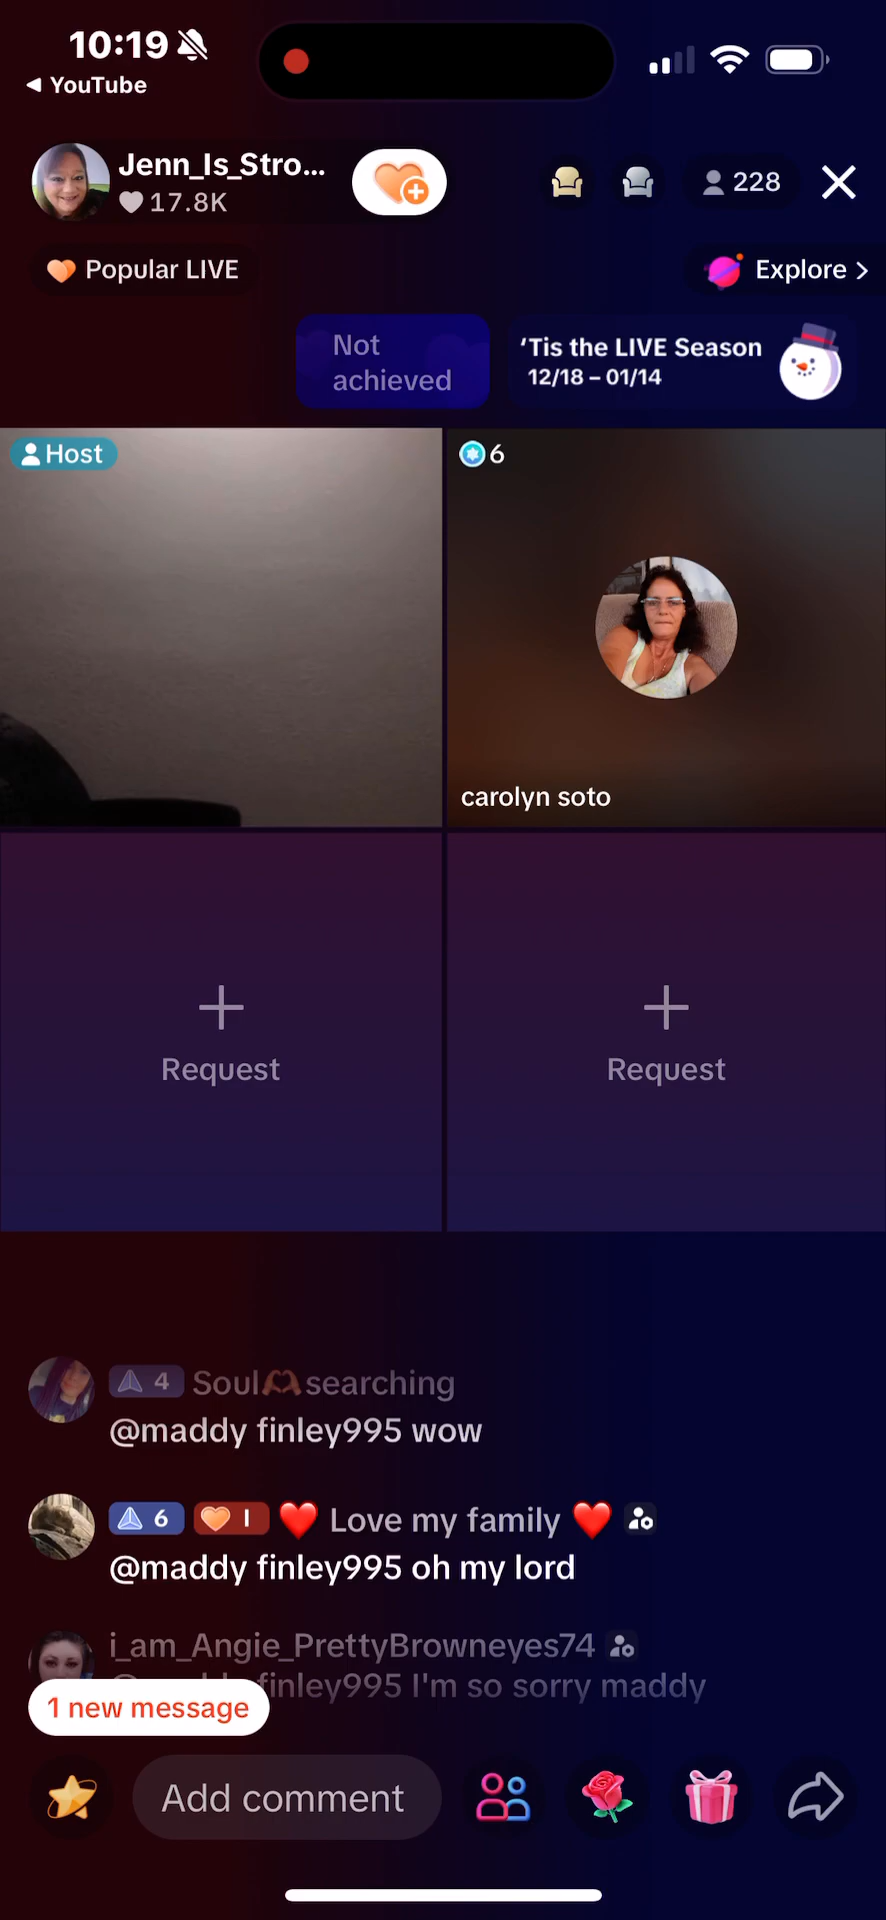 10:19
YouTube
Jenn_Is_Stro...
17.8K
228
Popular LIVE
Explore >
Not
achieved
‘Tis the LIVE Season
12/18 – 01/14
Host
6
carolyn soto
Request
Request
4 Soul searching
@maddy finley995 wow
6 I Love my family
@maddy finley995 oh my lord
i_am_Angie_PrettyBrowneyes74
finley995 I'm so sorry maddy
1 new message
Add comment